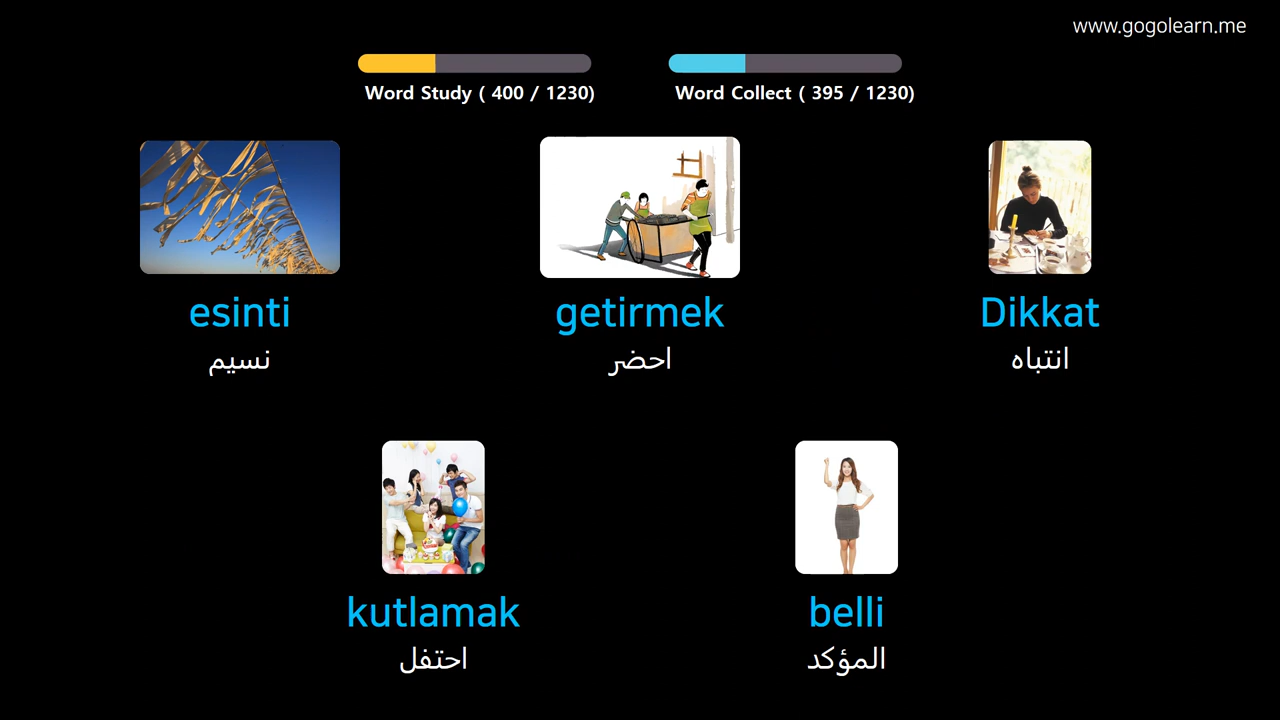 www.gogolearn.me
Word Study ( 400 / 1230)
Word Collect ( 395 / 1230)
esinti
نسيم
getirmek
احضر
Dikkat
انتباه
kutlamak
احتفل
belli
المؤكد